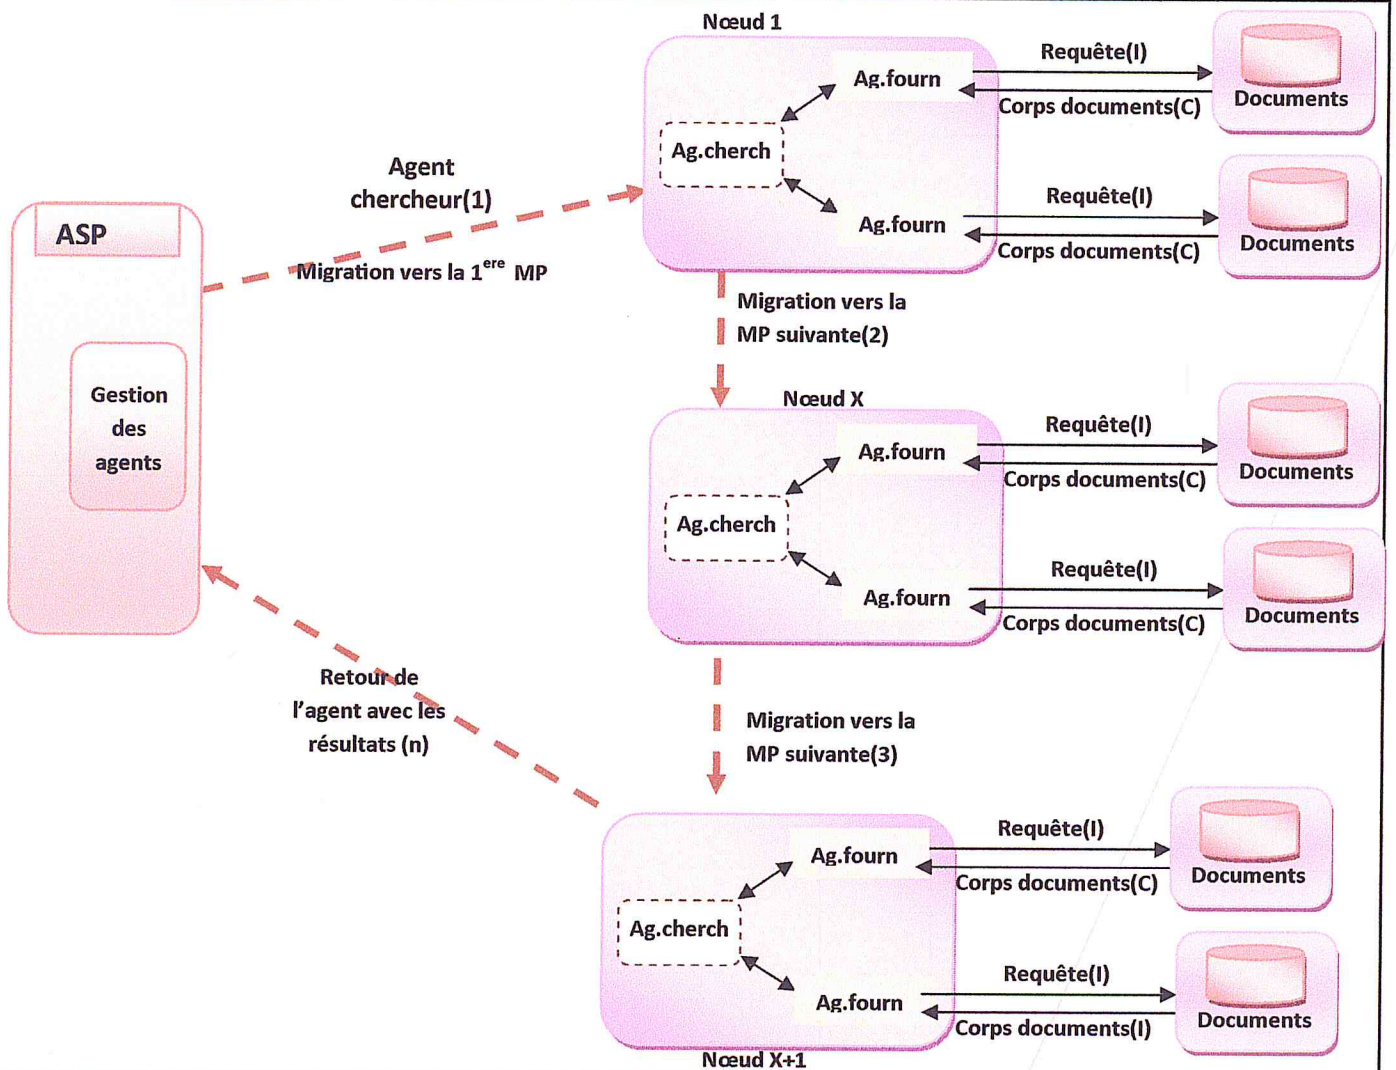 Nœud 1
Ag.fourn
Requête(I)
Corps documents(C)
Documents
Ag.cherch
Ag.fourn
Requête(I)
Corps documents(C)
Documents
Agent
chercheur(1)
ASP
Migration vers la 1ere MP
Gestion
des
agents
Migration vers la
MP suivante(2)
Nœud X
Ag.fourn
Requête(I)
Corps documents(C)
Documents
Ag.cherch
Ag.fourn
Requête(I)
Corps documents(C)
Documents
Retour de
l'agent avec les
résultats (n)
Migration vers la
MP suivante(3)
Ag.fourn
Requête(I)
Corps documents(C)
Documents
Ag.cherch
Ag.fourn
Requête(I)
Corps documents(I)
Documents
Nœud X+1